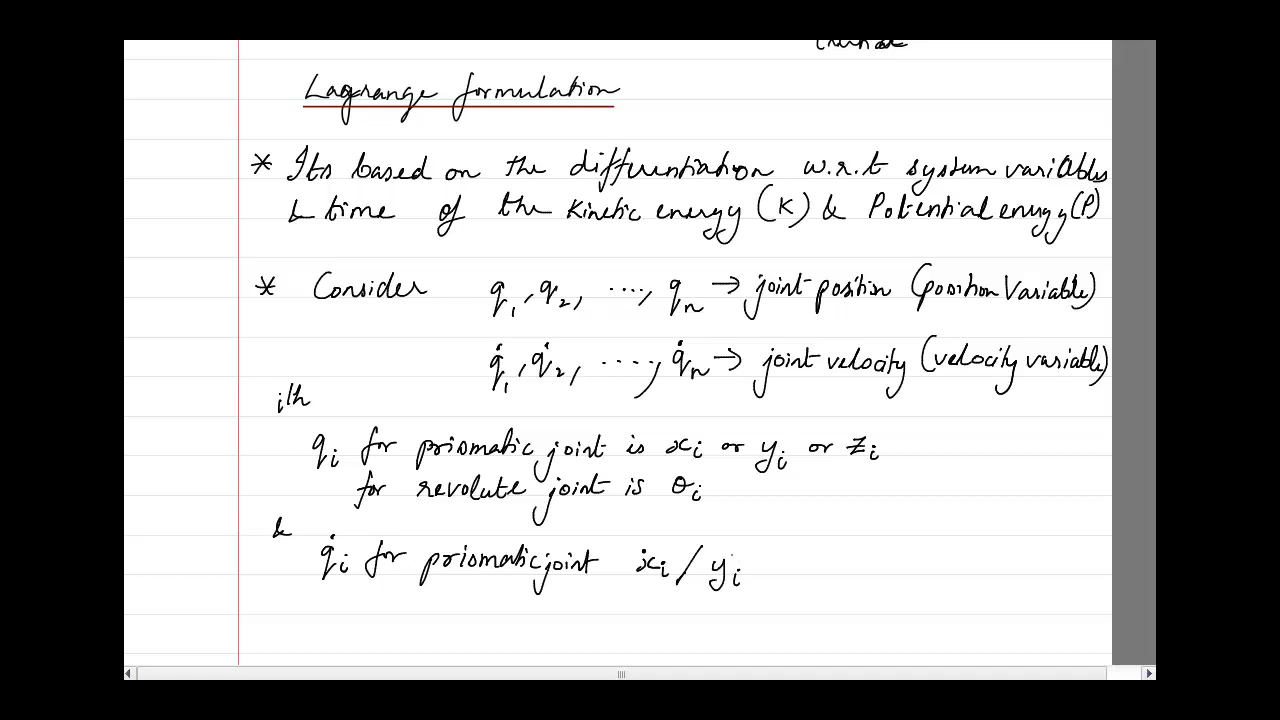 Lagrange formulation
* Its based on the differentiation w.r.t system variables
& time of the Kinetic energy (K) & Potential energy (P)
* Consider q₁, q₂, ...., qₙ → joint position (position Variable)
q̇₁, q̇₂, ...., q̇ₙ → joint velocity (velocity variable)
ith
qᵢ for prismatic joint is xᵢ or yᵢ or zᵢ
for revolute joint is θᵢ
&
q̇ᵢ for prismatic joint ẋᵢ / yᵢ